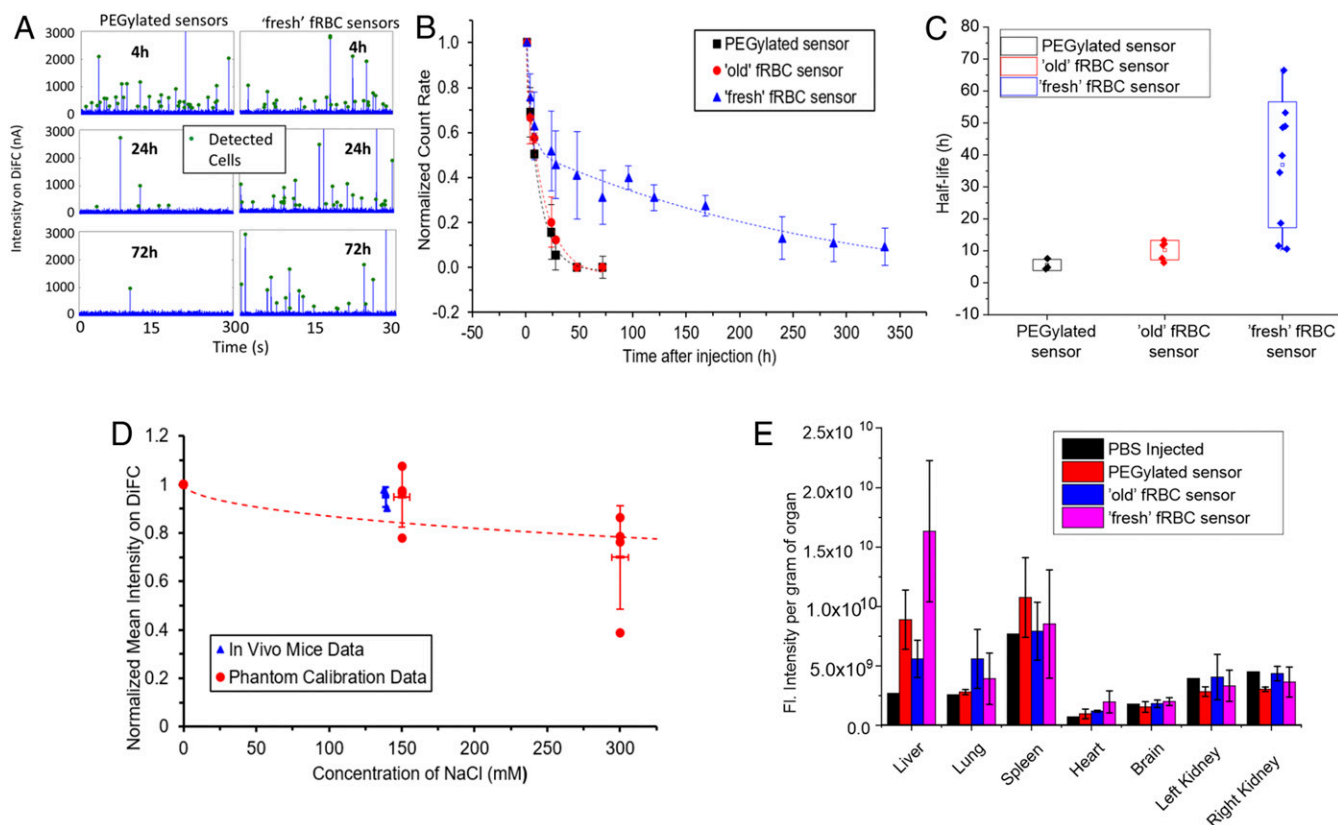 A
PEGylated sensors
'fresh' fRBC sensors
3000
2000
1000
0
4h
4h
3000
2000
1000
0
24h
Detected
Cells
24h
3000
2000
1000
0
72h
72h
0 15 30 15 30
Time (s)
Intensity on DiFC (nA)
B
PEGylated sensor
'old' fRBC sensor
'fresh' fRBC sensor
1.0
0.8
0.6
0.4
0.2
0.0
-0.2
-50 0 50 100 150 200 250 300 350
Time after injection (h)
Normalized Count Rate
C
PEGylated sensor
'old' fRBC sensor
'fresh' fRBC sensor
80
70
60
50
40
30
20
10
0
-10
Half-life (h)
PEGylated
sensor
'old' fRBC
sensor
'fresh' fRBC
sensor
D
1.2
1
0.8
0.6
0.4
0.2
0
In Vivo Mice Data
Phantom Calibration Data
0 50 100 150 200 250 300
Concentration of NaCl (mM)
Normalized Mean Intensity on DiFC
E
2.5x 10 10
2.0x 10 10
1.5x 10 10
1.0x10 10
5.0x10 9
0.0
PBS Injected
PEGylated sensor
'old' fRBC sensor
'fresh' fRBC sensor
Fl. Intensity per gram of organ
Liver
Lung
Spleen
Heart
Brain
Left Kidney
Right Kidney